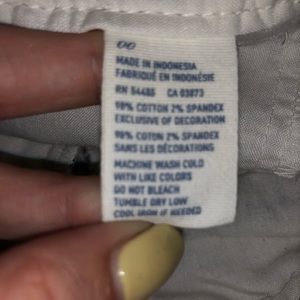 00
MADE IN INDONESIA
FABRIQUÉ EN INDONÉSIE
RN 54485 CA 03873
98% COTTON 2% SPANDEX
EXCLUSIVE OF DECORATION
98% COTON 2% SPANDEX
SANS LES DÉCORATIONS
MACHINE WASH COLD
WITH LIKE COLORS
DO NOT BLEACH
TUMBLE DRY LOW
COOL IRON IF NEEDED